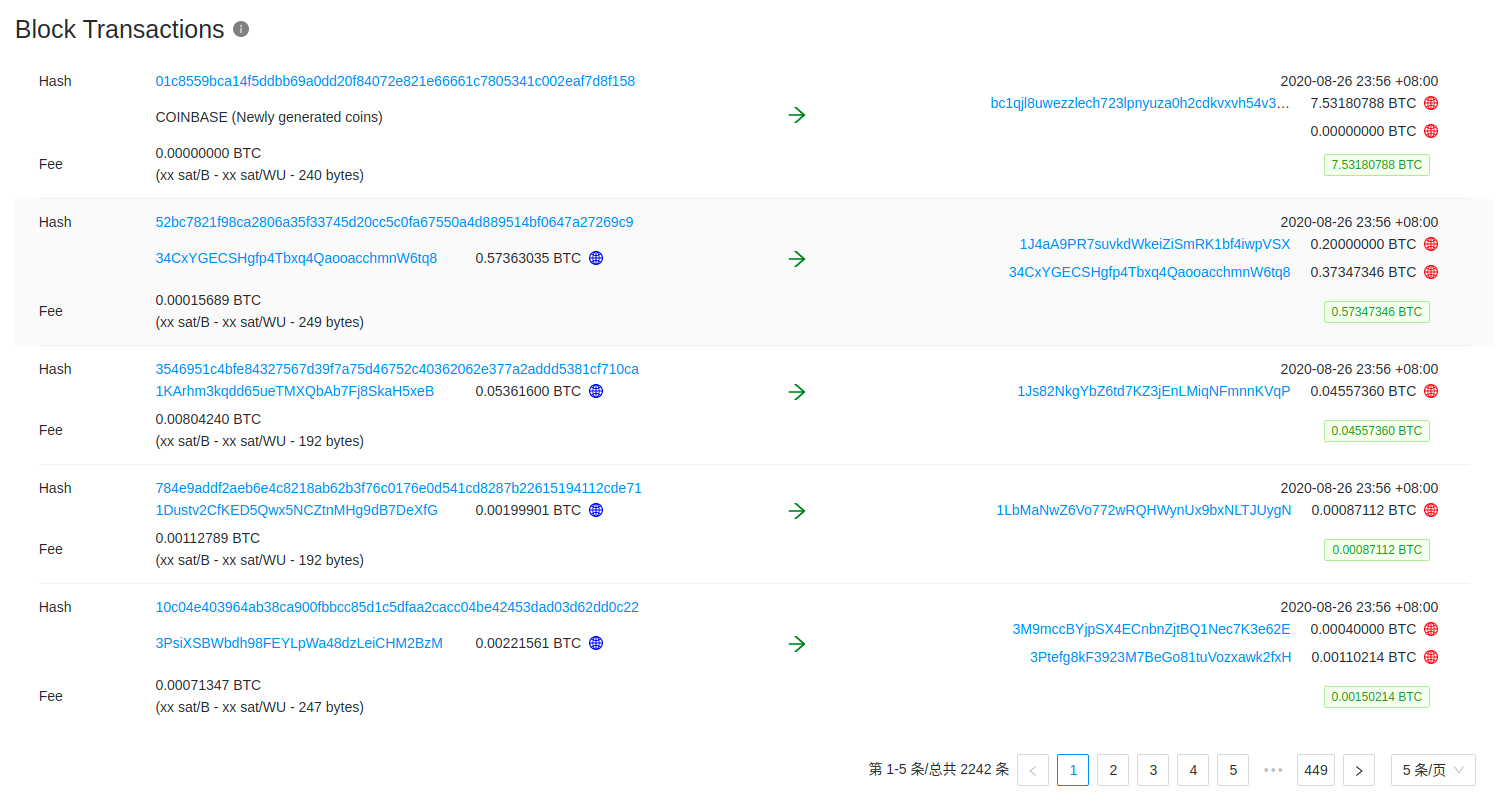 Block Transactions
Hash 01c8559bca14f5ddbb69a0dd20f84072e821e66661c7805341c002eaf7d8f158 2020-08-26 23:56 +08:00
bc1qjl8uwezzlech723lpnyuza0h2cdkvxvh54v3... 7.53180788 BTC
COINBASE (Newly generated coins)
0.00000000 BTC
Fee 0.00000000 BTC
(xx sat/B - xx sat/WU - 240 bytes) 7.53180788 BTC
Hash 52bc7821f98ca2806a35f33745d20cc5c0fa67550a4d889514bf0647a27269c9 2020-08-26 23:56 +08:00
1J4aA9PR7suvkdWkeiZiSmRK1bf4iwpVSX 0.20000000 BTC
34CxYGECSHgfp4Tbxq4QaooacchmnW6tq8 0.57363035 BTC
34CxYGECSHgfp4Tbxq4QaooacchmnW6tq8 0.37347346 BTC
Fee 0.00015689 BTC
(xx sat/B - xx sat/WU - 249 bytes) 0.57347346 BTC
Hash 3546951c4bfe84327567d39f7a75d46752c40362062e377a2addd5381cf710ca 2020-08-26 23:56 +08:00
1KArhm3kqdd65ueTMXQbAb7Fj8SkaH5xeB 0.05361600 BTC 1Js82NkgYbZ6td7KZ3jEnLMiqNFmnnKVqP 0.04557360 BTC
Fee 0.00804240 BTC
(xx sat/B - xx sat/WU - 192 bytes) 0.04557360 BTC
Hash 784e9addf2aeb6e4c8218ab62b3f76c0176e0d541cd8287b22615194112cde71 2020-08-26 23:56 +08:00
1Dustv2CfKED5Qwx5NCZtnMHg9dB7DeXfG 0.00199901 BTC 1LbMaNwZ6Vo772wRQHWynUx9bxNLTJUygN 0.00087112 BTC
Fee 0.00112789 BTC
(xx sat/B - xx sat/WU - 192 bytes) 0.00087112 BTC
Hash 10c04e403964ab38ca900fbbcc85d1c5dfaa2cacc04be42453dad03d62dd0c22 2020-08-26 23:56 +08:00
3M9mccBYjpSX4ECnbnZjtBQ1Nec7K3e62E 0.00040000 BTC
3PsiXSBWbdh98FEYLpWa48dzLeiCHM2BzM 0.00221561 BTC
3Ptefg8kF3923M7BeGo81tuVozxawk2fxH 0.00110214 BTC
Fee 0.00071347 BTC
(xx sat/B - xx sat/WU - 247 bytes) 0.00150214 BTC
第 1-5 条/总共 2242 条 < 1 2 3 4 5 ••• 449 > 5 条/页